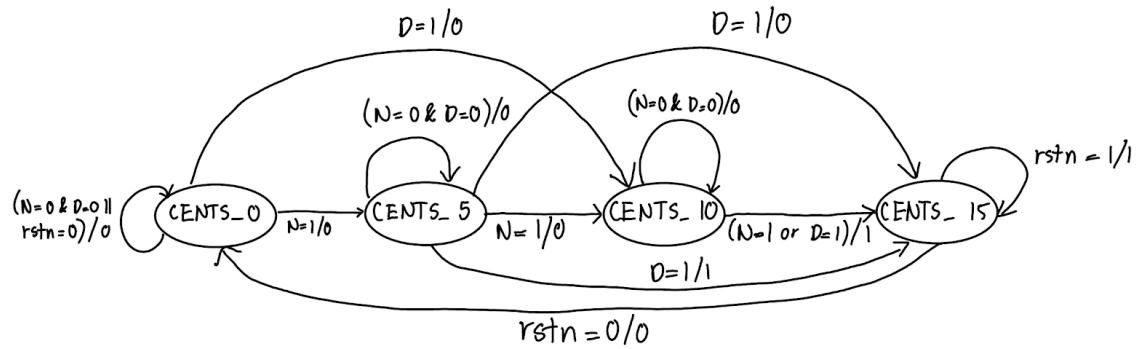 D=1/0
D=1/0
(N=0 & D=0)/0
(N=0 & D=0)/0
rstn = 1/1
(N=0 & D=0 ||
rstn=0)/0
CENTS_0
N=1/0
CENTS_5
N=1/0
CENTS_10
(N=1 or D=1)/1
CENTS_15
D=1/1
rstn = 0/0